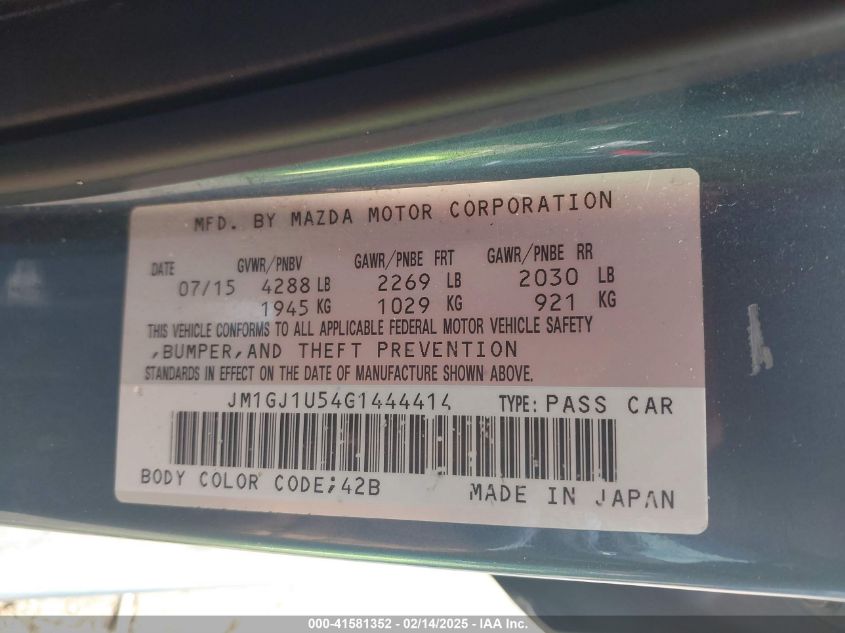 MFD. BY MAZDA MOTOR CORPORATION
DATE GVWR/PNBV GAWR/PNBE FRT GAWR/PNBE RR
07/15 4288 LB 2269 LB 2030 LB
1945 KG 1029 KG 921 KG
THIS VEHICLE CONFORMS TO ALL APPLICABLE FEDERAL MOTOR VEHICLE SAFETY
,BUMPER,AND THEFT PREVENTION
STANDARDS IN EFFECT ON THE DATE OF MANUFACTURE SHOWN ABOVE.
JM1GJ1U54G1444414 TYPE: PASS CAR
BODY COLOR CODE;42B MADE IN JAPAN
000-41581352 - 02/14/2025 - IAA Inc.